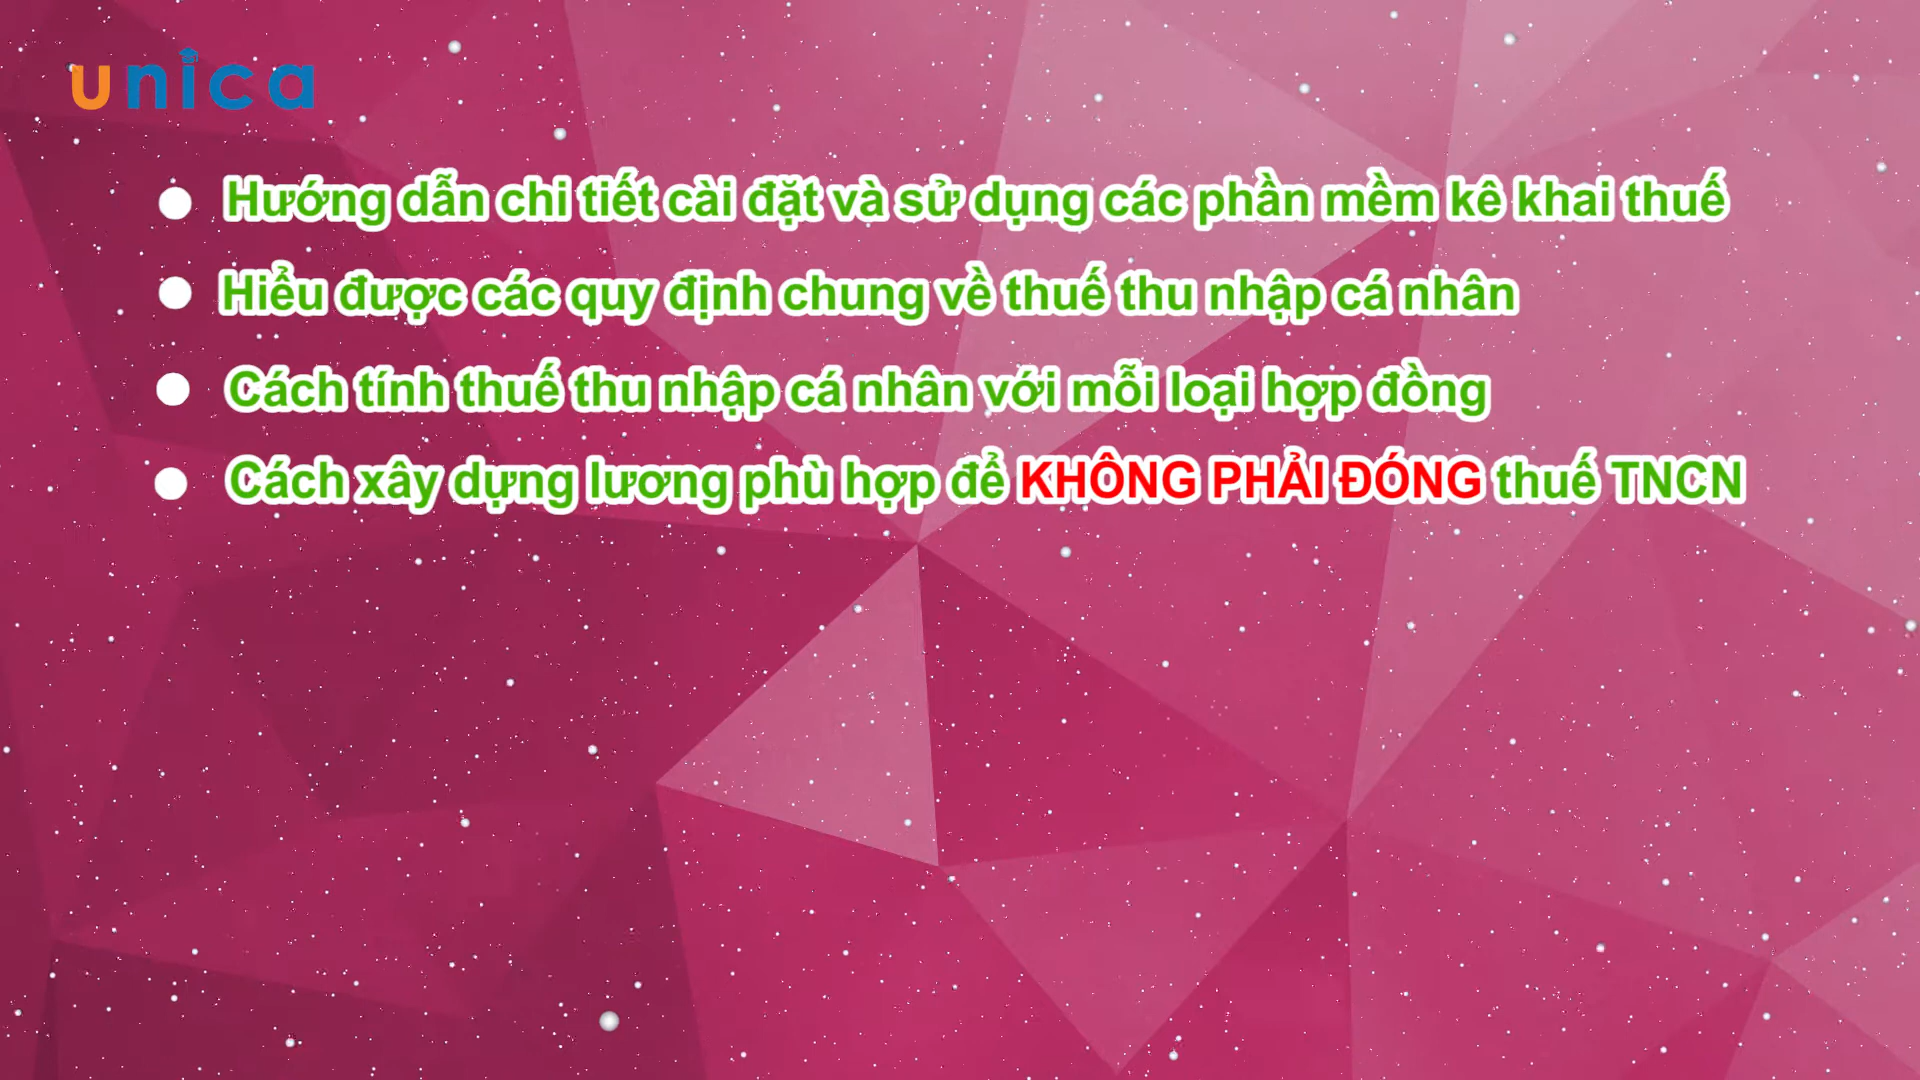 unica
Hướng dẫn chi tiết cài đặt và sử dụng các phần mềm kê khai thuế
Hiểu được các quy định chung về thuế thu nhập cá nhân
Cách tính thuế thu nhập cá nhân với mỗi loại hợp đồng
Cách xây dựng lương phù hợp để KHÔNG PHẢI ĐÓNG thuế TNCN